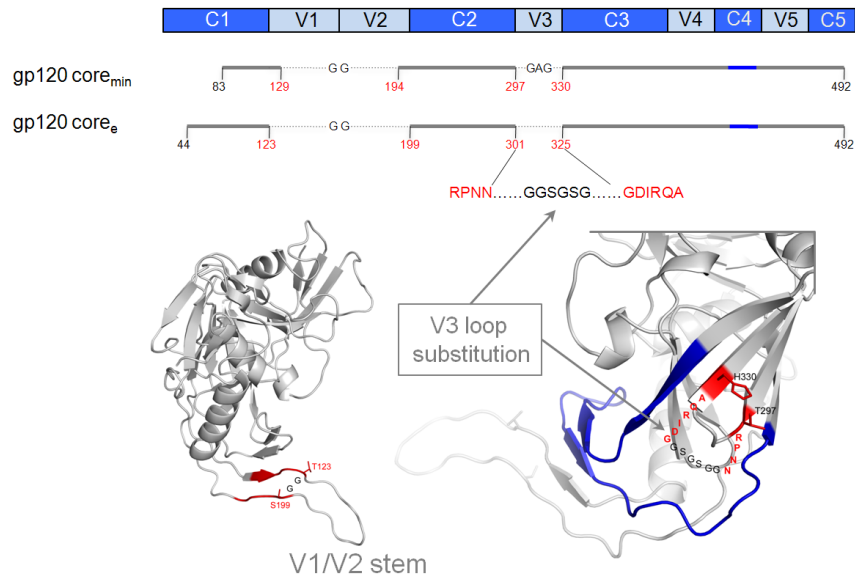 C1 V1 V2 C2 V3 C3 V4 C4 V5 C5
gp120 coremin G G GAG
83 129 194 297 330 492
gp120 coree G G
44 123 199 301 325 492
RPNN......GGSGSG......GDIRQA
V3 loop
substitution
H330
T297
A
Q
R
I
D
G
G S G S G G
N
N
P
R
T123
G
G
S199
V1/V2 stem